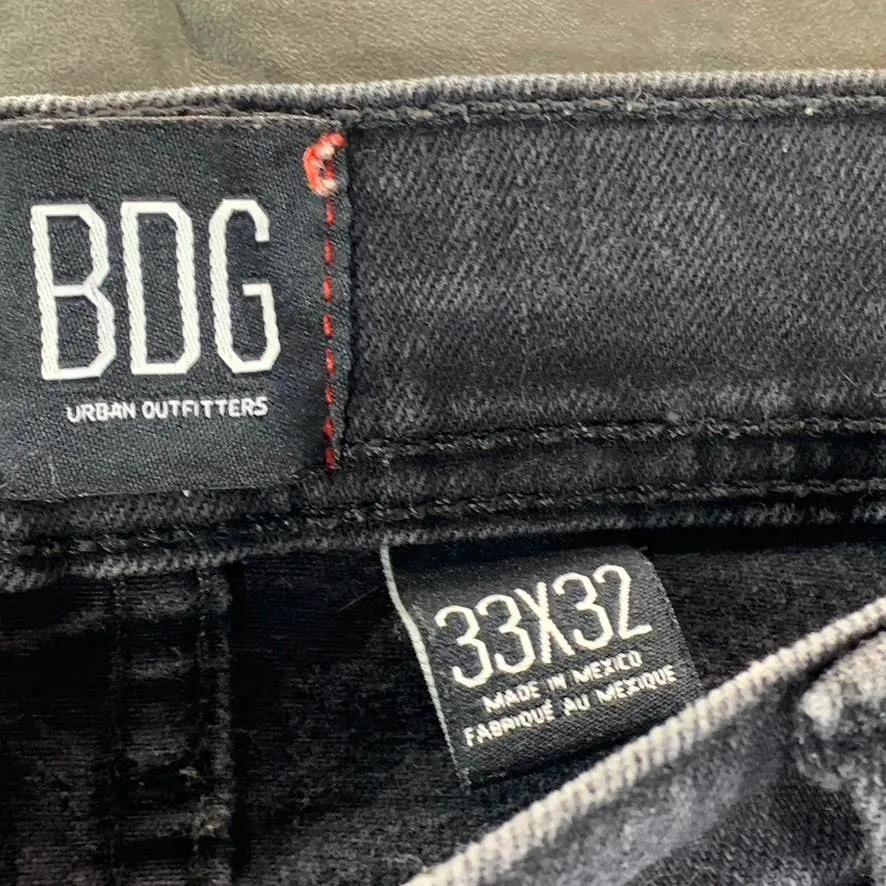 BDG
URBAN OUTFITTERS
33X32
MADE IN MEXICO
FABRIQUÉ AU MEXIQUE